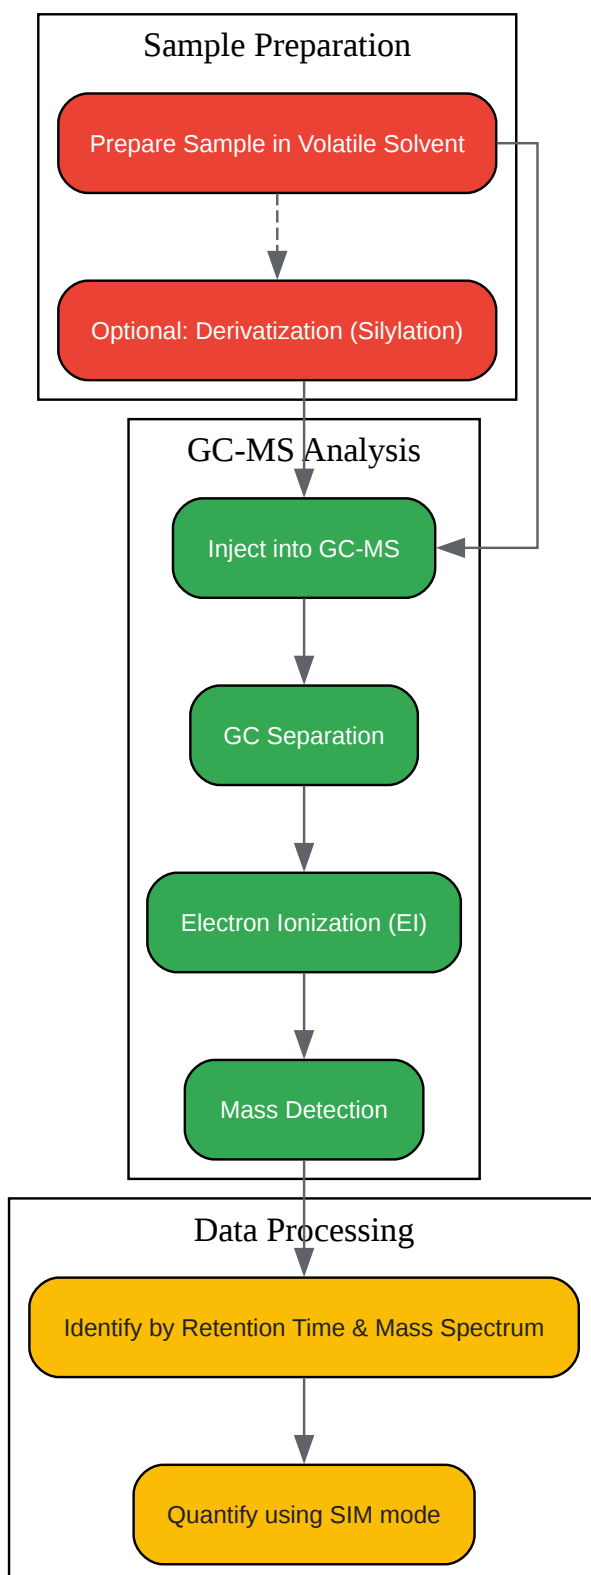 Sample Preparation
Prepare Sample in Volatile Solvent
Optional: Derivatization (Silylation)
GC-MS Analysis
Inject into GC-MS
GC Separation
Electron Ionization (EI)
Mass Detection
Data Processing
Identify by Retention Time & Mass Spectrum
Quantify using SIM mode